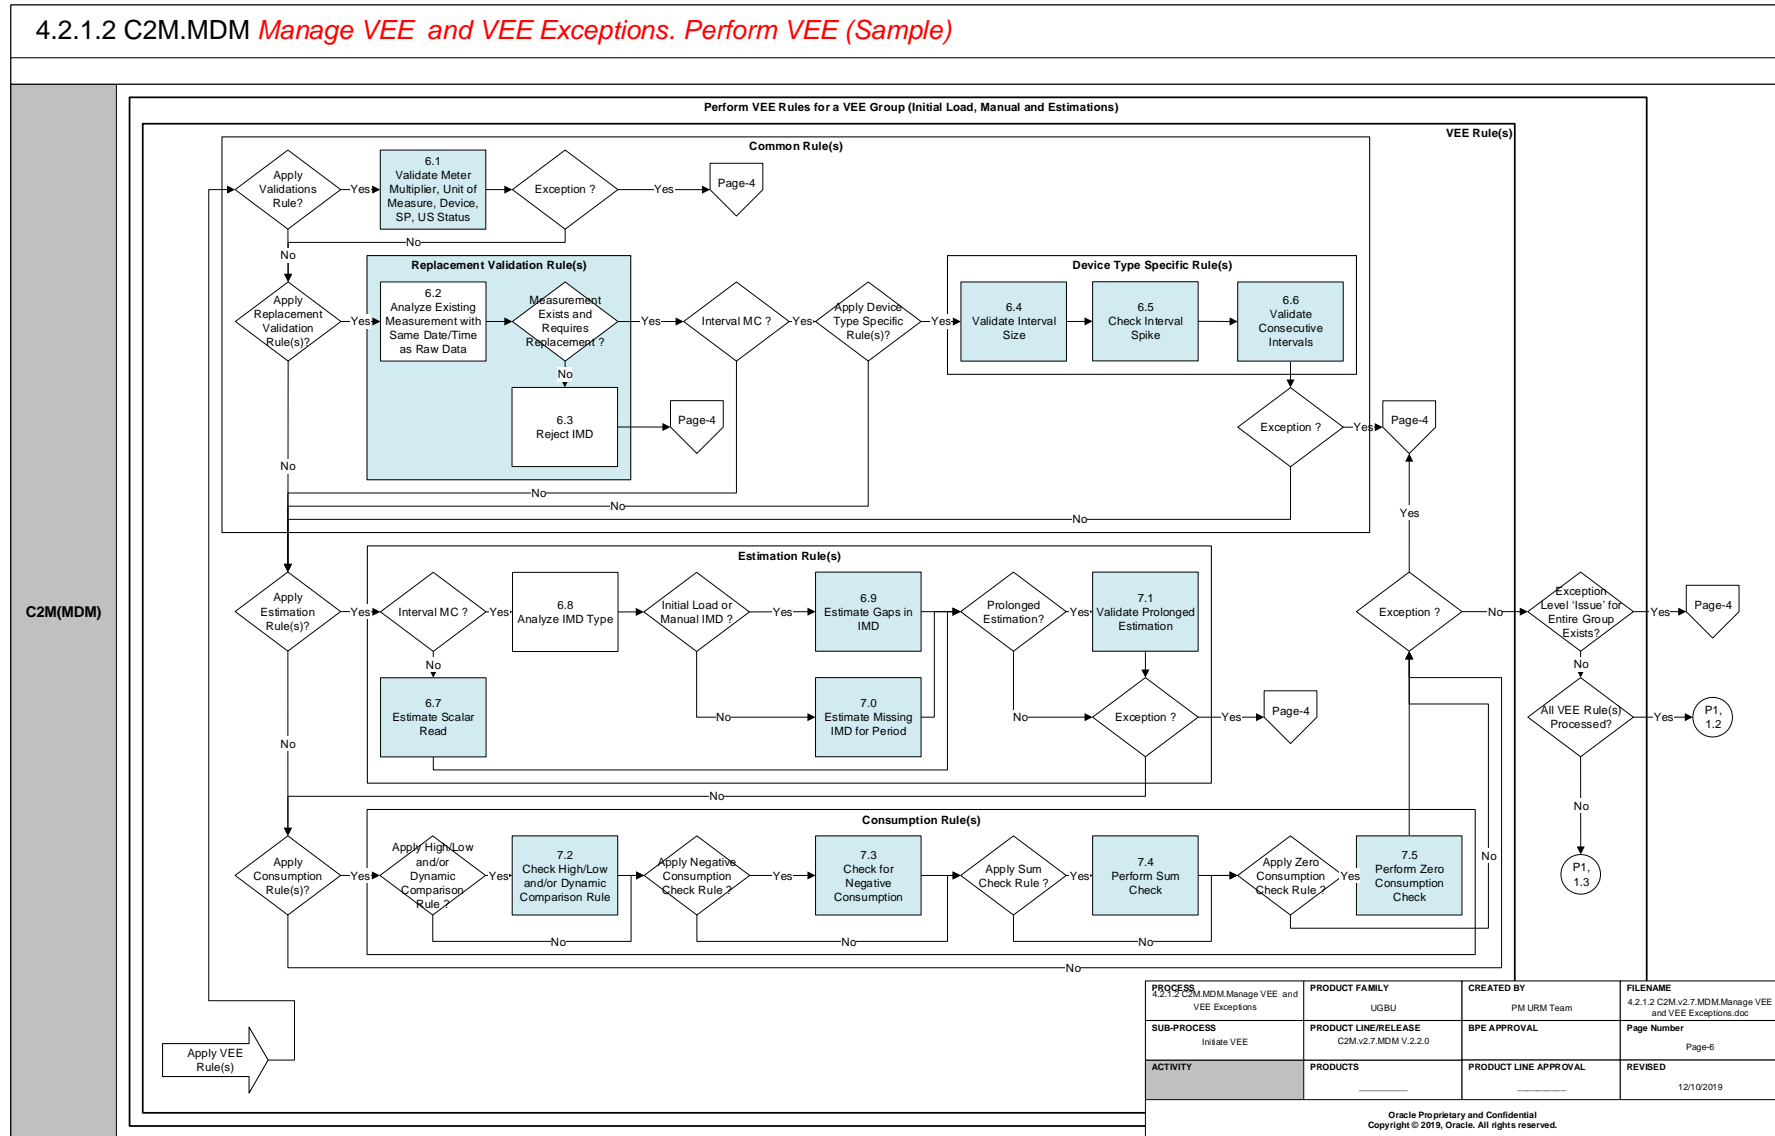 4.2.1.2 C2M.MDM Manage VEE and VEE Exceptions. Perform VEE (Sample)
C2M(MDM)
Perform VEE Rules for a VEE Group (Initial Load, Manual and Estimations)
VEE Rule(s)
Common Rule(s)
Apply
Validations
Rule?
Yes
6.1
Validate Meter
Multiplier, Unit of
Measure, Device,
SP, US Status
Exception ?
Yes
Page-4
No
No
Apply
Replacement
Validation
Rule(s)?
Yes
Replacement Validation Rule(s)
6.2
Analyze Existing
Measurement with
Same Date/Time
as Raw Data
Measurement
Exists and
Requires
Replacement ?
Yes
No
6.3
Reject IMD
Page-4
Interval MC ?
Yes
Apply Device
Type Specific
Rule(s)?
Yes
Device Type Specific Rule(s)
6.4
Validate Interval
Size
6.5
Check Interval
Spike
6.6
Validate
Consecutive
Intervals
Exception ?
Yes
Page-4
No
No
No
No
Yes
Estimation Rule(s)
Apply
Estimation
Rule(s)?
Yes
Interval MC ?
Yes
6.8
Analyze IMD Type
Initial Load or
Manual IMD ?
Yes
6.9
Estimate Gaps in
IMD
Prolonged
Estimation?
Yes
7.1
Validate Prolonged
Estimation
No
6.7
Estimate Scalar
Read
No
7.0
Estimate Missing
IMD for Period
No
Exception ?
Yes
Page-4
Exception ?
No
Exception
Level 'Issue' for
Entire Group
Exists?
Yes
Page-4
No
All VEE Rule(s)
Processed?
Yes
P1,
1.2
No
P1,
1.3
No
No
Consumption Rule(s)
Apply
Consumption
Rule(s)?
Yes
Apply High/Low
and/or
Dynamic
Comparison
Rule ?
Yes
7.2
Check High/Low
and/or Dynamic
Comparison Rule
Apply Negative
Consumption
Check Rule ?
Yes
7.3
Check for
Negative
Consumption
Apply Sum
Check Rule ?
Yes
7.4
Perform Sum
Check
Apply Zero
Consumption
Check Rule ?
Yes
7.5
Perform Zero
Consumption
Check
No
No
No
No
No
Apply VEE
Rule(s)
PROCESS
4.2.1.2 C2M.MDM.Manage VEE and
VEE Exceptions
PRODUCT FAMILY
UGBU
CREATED BY
PM URM Team
FILENAME
4.2.1.2 C2M.v2.7.MDM.Manage VEE
and VEE Exceptions.doc
SUB-PROCESS
Initiate VEE
PRODUCT LINE/RELEASE
C2M.v2.7.MDM V.2.2.0
BPE APPROVAL
Page Number
Page-6
ACTIVITY
PRODUCTS
PRODUCT LINE APPROVAL
REVISED
12/10/2019
Oracle Proprietary and Confidential
Copyright © 2019, Oracle. All rights reserved.